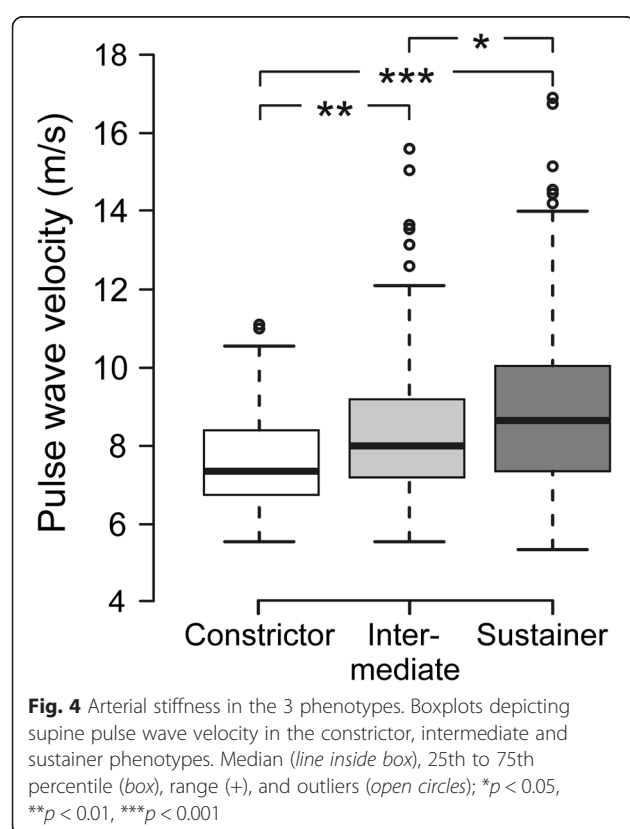 18
16
14
12
10
8
6
4
Pulse wave velocity (m/s)
*
***
**
Constrictor
Inter-
mediate
Sustainer
Fig. 4 Arterial stiffness in the 3 phenotypes. Boxplots depicting
supine pulse wave velocity in the constrictor, intermediate and
sustainer phenotypes. Median (line inside box), 25th to 75th
percentile (box), range (+), and outliers (open circles); *p < 0.05,
**p < 0.01, ***p < 0.001